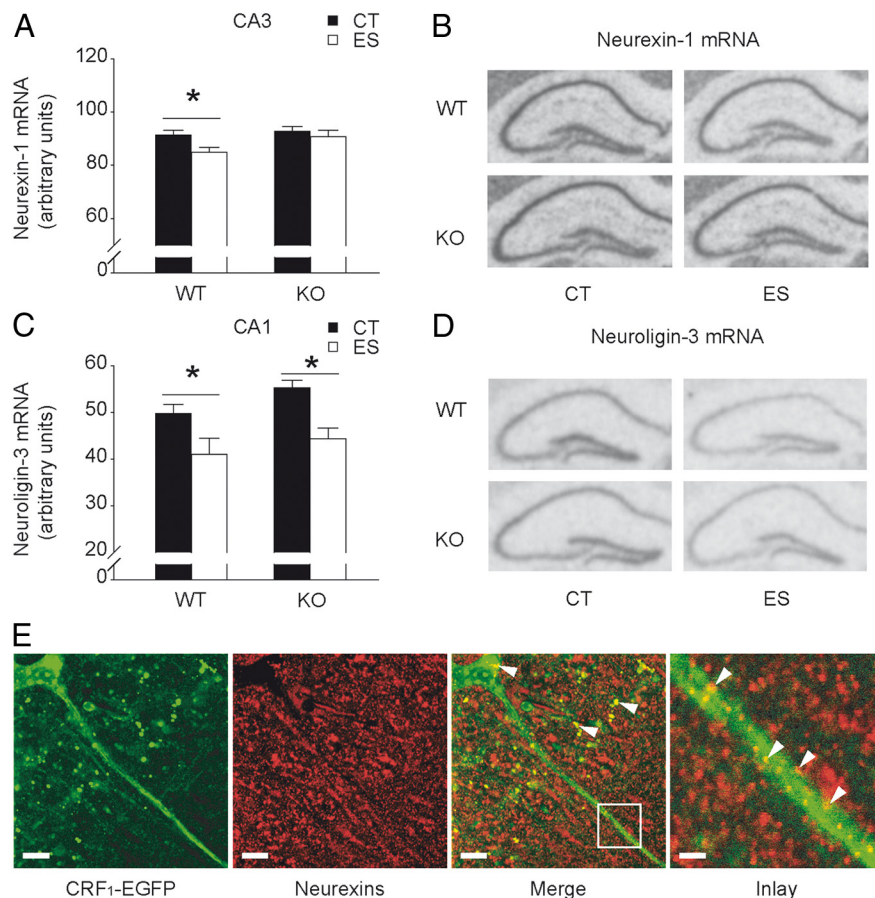 A
CA3
CT
ES
Neurexin-1 mRNA
(arbitrary units)
120
100
80
60
0
*
WT
KO
B
Neurexin-1 mRNA
WT
KO
CT
ES
C
CA1
CT
ES
Neuroligin-3 mRNA
(arbitrary units)
60
50
40
30
20
0
*
*
WT
KO
D
Neuroligin-3 mRNA
WT
KO
CT
ES
E
CRF₁-EGFP
Neurexins
Merge
Inlay